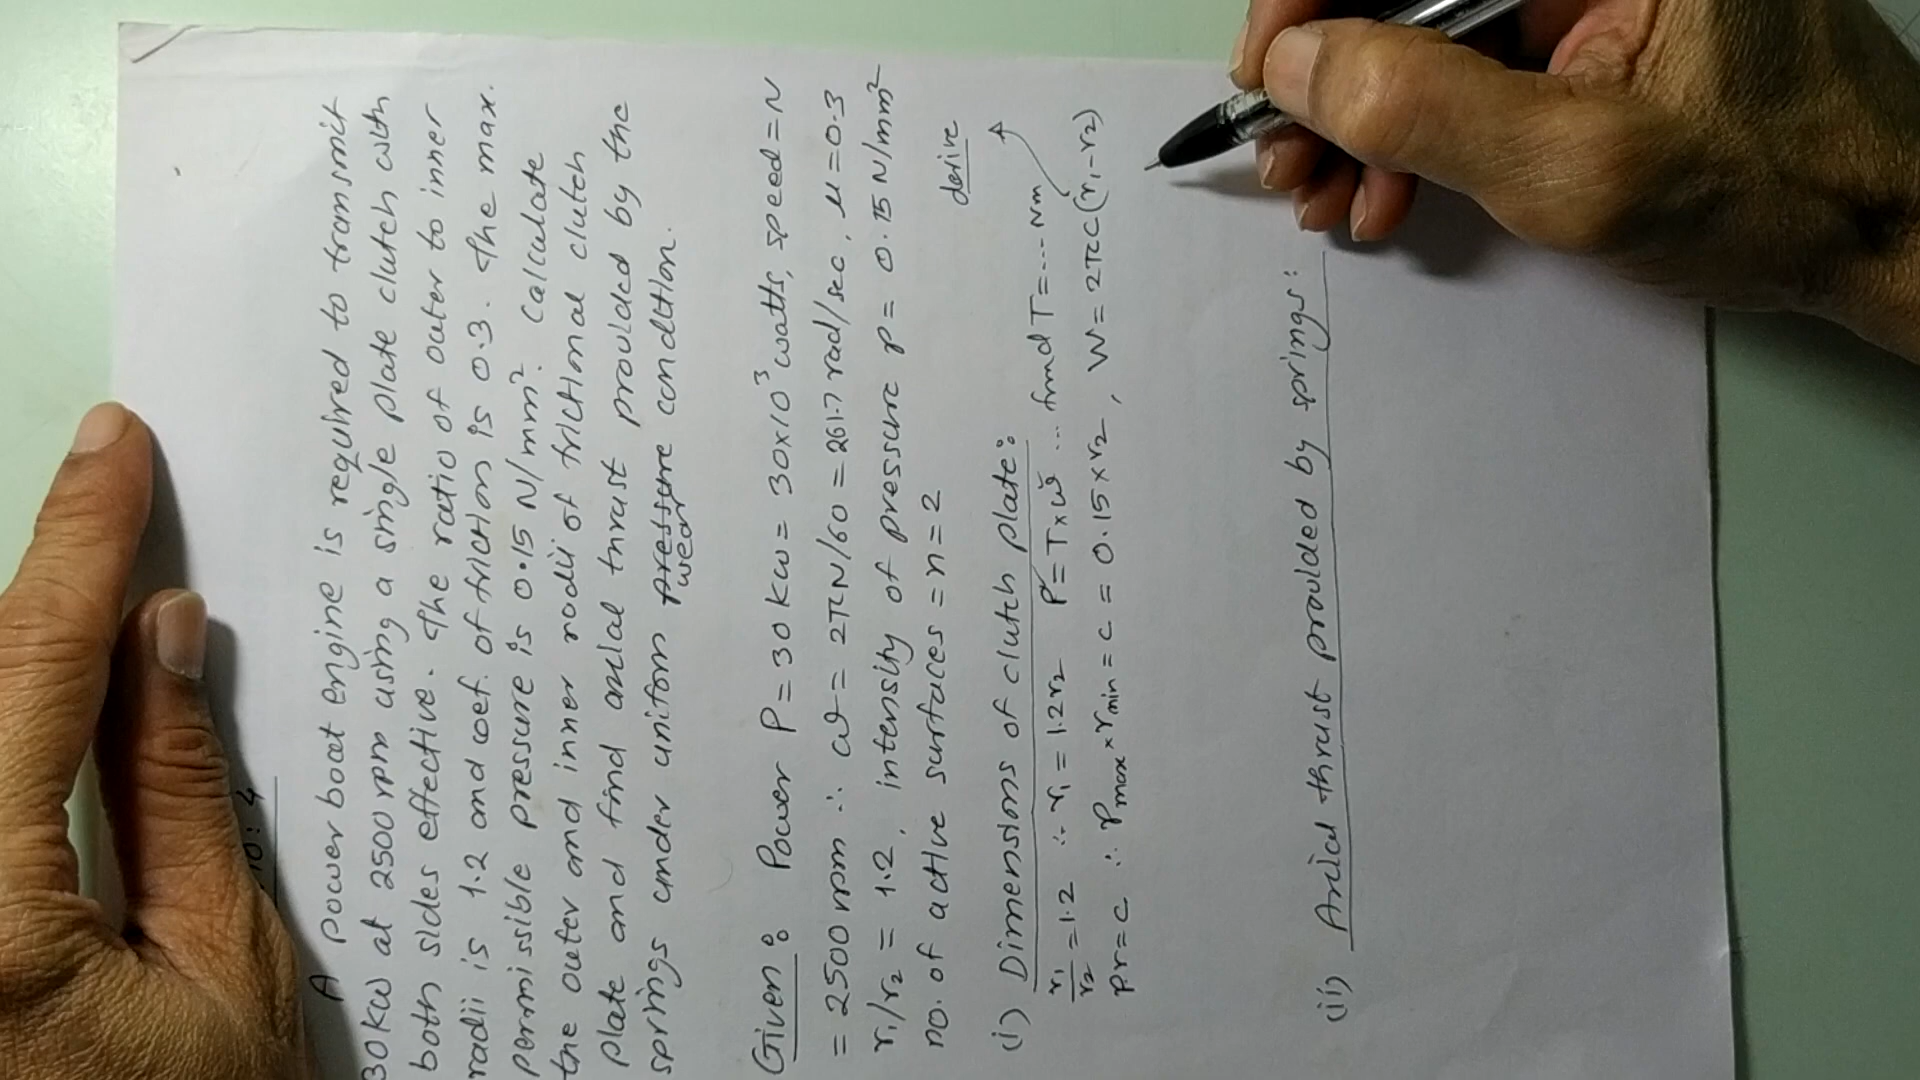 10: 4
A power boat engine is required to transmit
30 kW at 2500 rpm using a single plate clutch with
both sides effective. The ratio of outer to inner
radii is 1.2 and coef. of friction is 0.3. The max.
permissible pressure is 0.15 N/mm². Calculate
the outer and inner radii of frictional clutch
plate and find axial thrust provided by the
springs under uniform pressure condition.
wear
Given: Power P = 30 kW = 30×10³ watts, speed = N
= 2500 rpm ∴ ω = 2πN/60 = 261.7 rad/sec, μ = 0.3
r₁/r₂ = 1.2, intensity of pressure p = 0.15 N/mm²
no. of active surfaces = n = 2
derive
(i) Dimensions of clutch plate:
r₁/r₂ = 1.2 ∴ r₁ = 1.2 r₂ P = T×ω ... find T = ... Nm
pr = c ∴ Pmax × rmin = c = 0.15 × r₂, W = 2πc(r₁-r₂)
(ii) Axial thrust provided by springs: